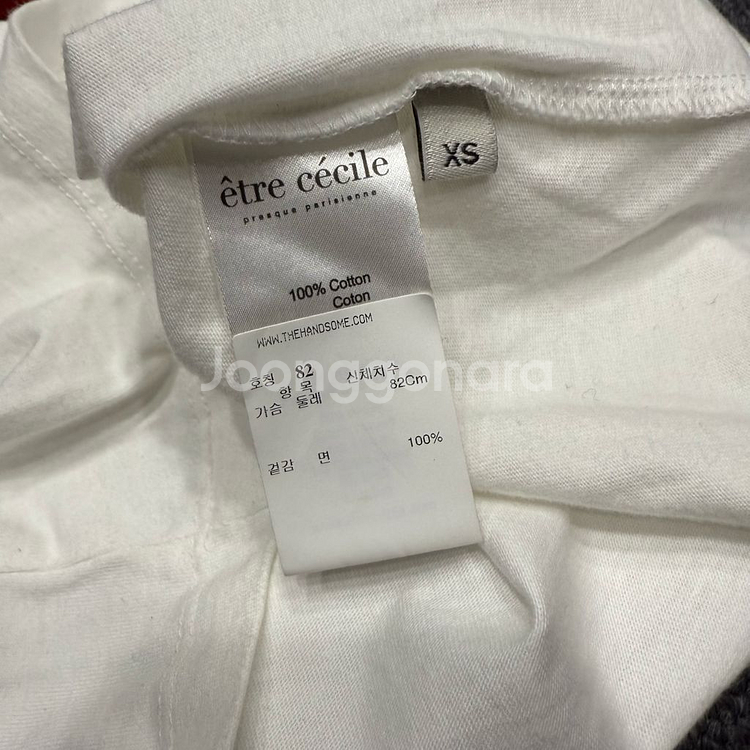 être cécile
presque parisienne
XS
100% Cotton
Coton
WWW.THEHANDSOME.COM
호칭 82
항 목 신체치수
가슴 둘레 82Cm
겉감 면 100%
Joonggonara